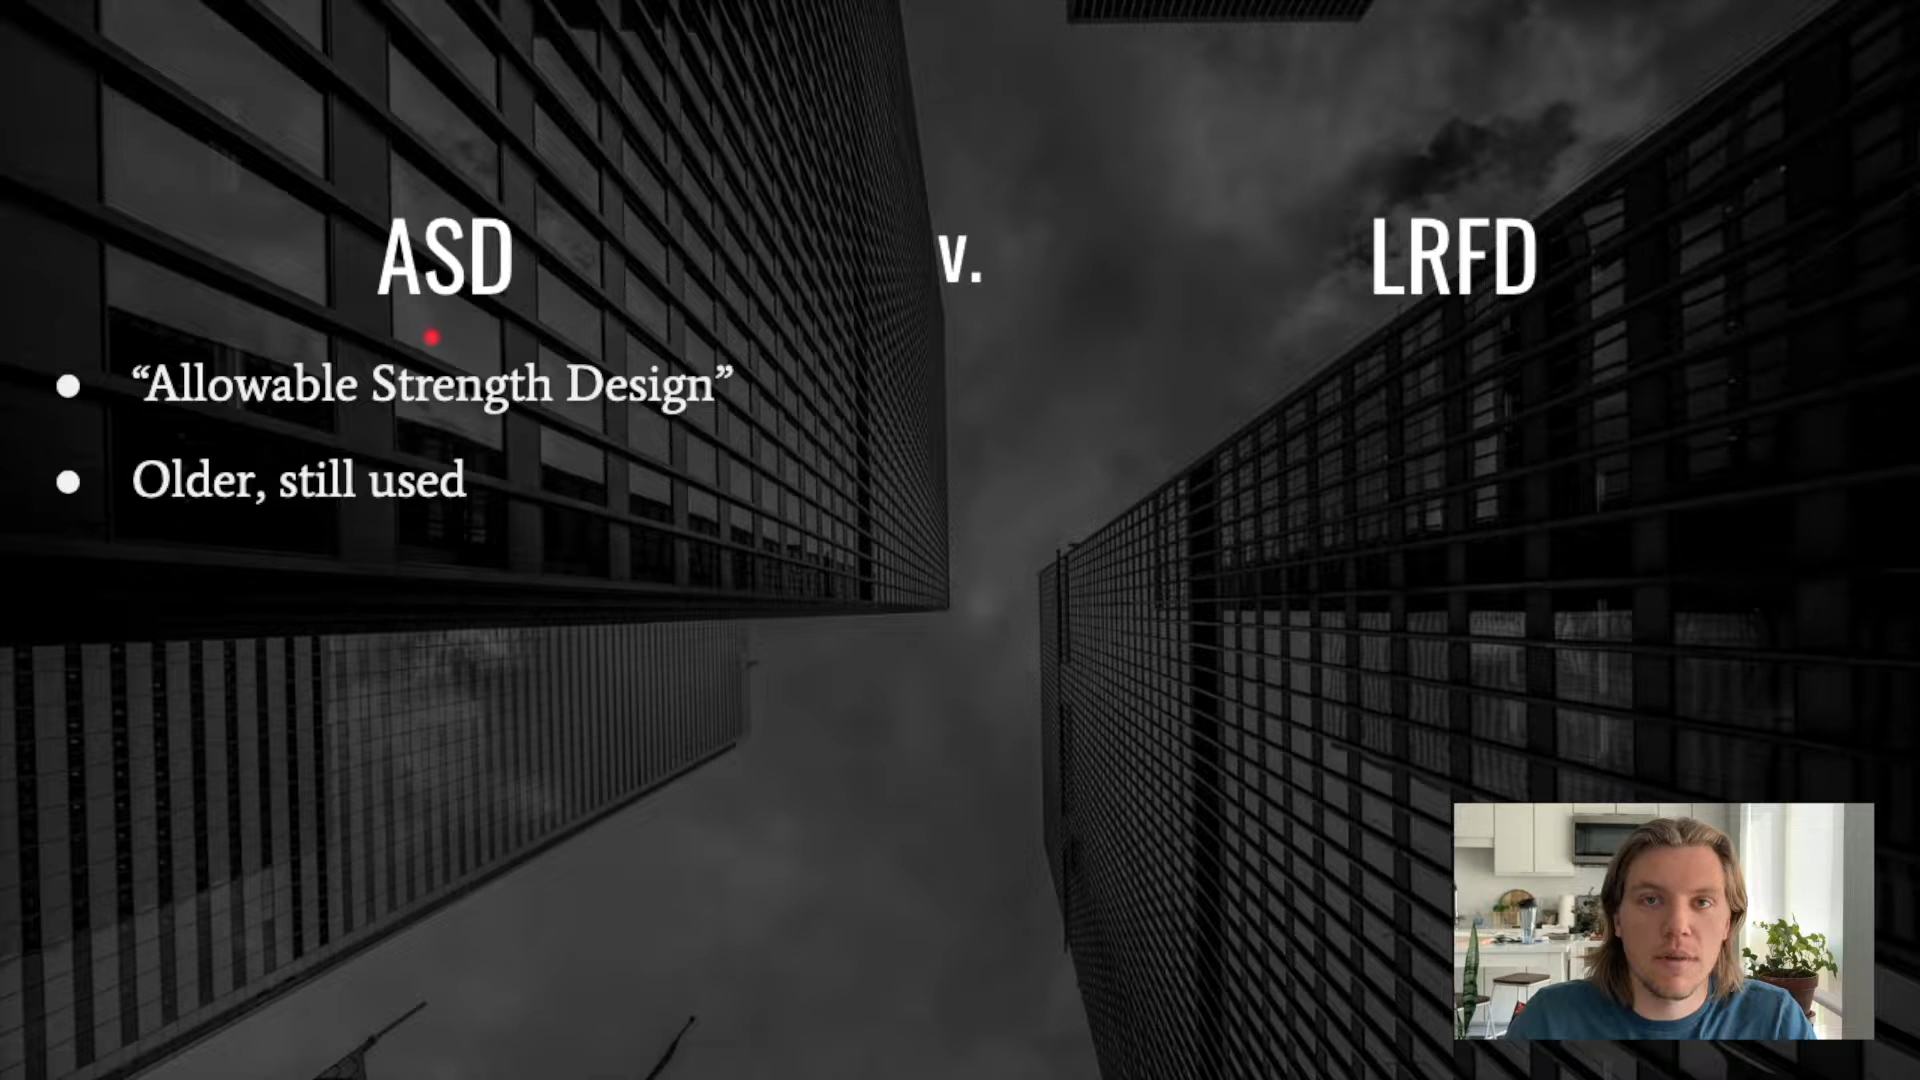 ASD v. LRFD
● “Allowable Strength Design”
● Older, still used